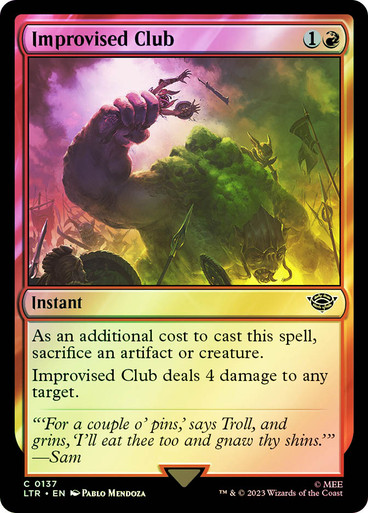 Improvised Club 1
Instant
As an additional cost to cast this spell,
sacrifice an artifact or creature.
Improvised Club deals 4 damage to any
target.
“‘For a couple o’ pins,’ says Troll, and
grins, ‘I’ll eat thee too and gnaw thy shins.’”
—Sam
C 0137
LTR • EN Pablo Mendoza
© MEE
™ & © 2023 Wizards of the Coast